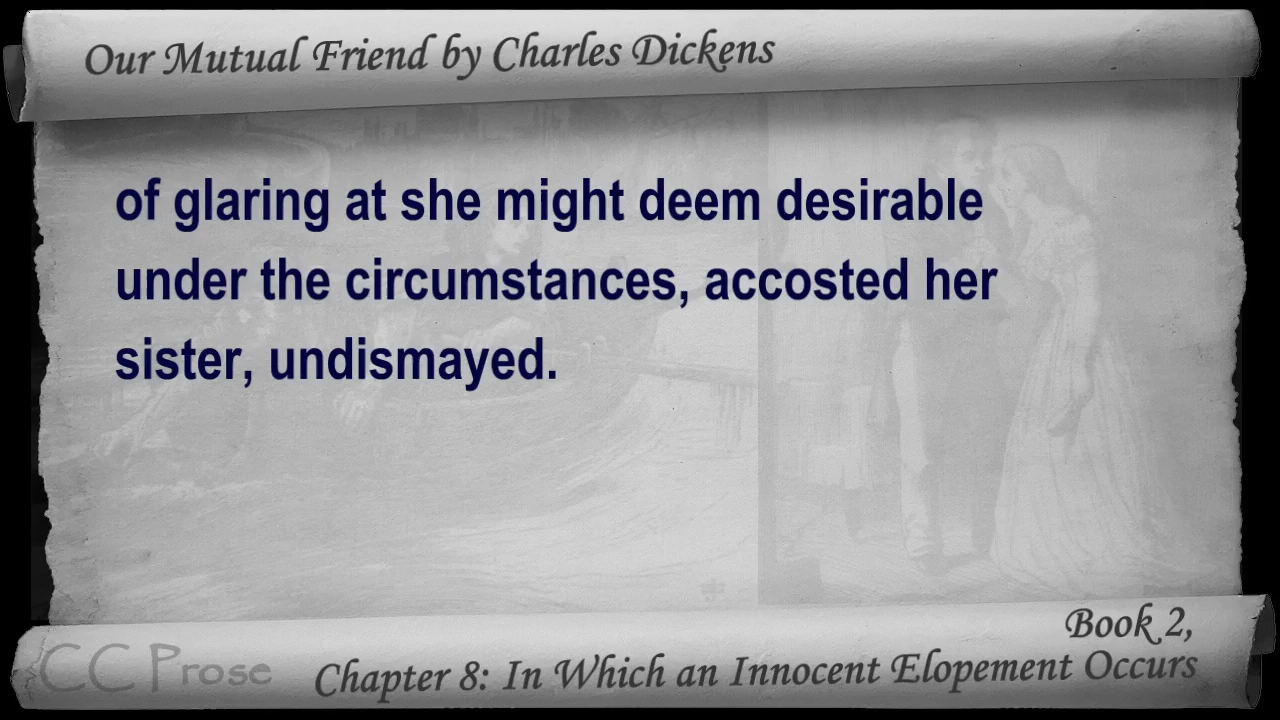 Our Mutual Friend by Charles Dickens
of glaring at she might deem desirable
under the circumstances, accosted her
sister, undismayed.
Book 2,
CC Prose
Chapter 8: In Which an Innocent Elopement Occurs